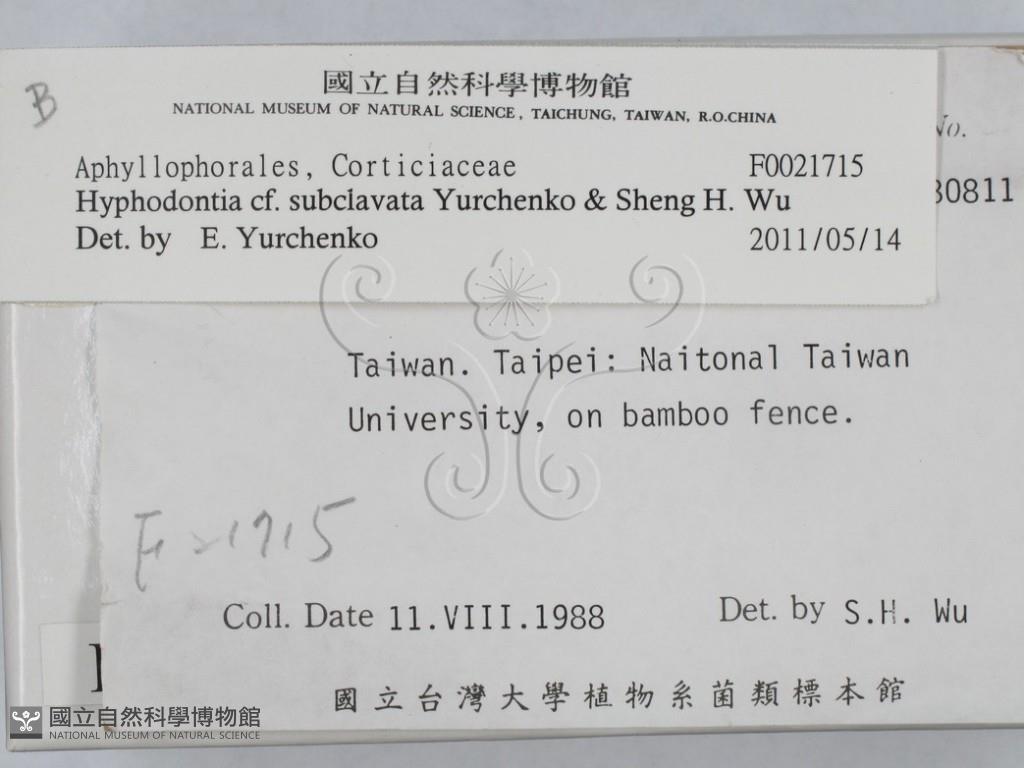 B
國立自然科學博物館
NATIONAL MUSEUM OF NATURAL SCIENCE, TAICHUNG, TAIWAN, R.O.CHINA
Aphyllophorales, Corticiaceae F0021715
Hyphodontia cf. subclavata Yurchenko & Sheng H. Wu
Det. by E. Yurchenko 2011/05/14
No.
30811
Taiwan. Taipei: Naitonal Taiwan
University, on bamboo fence.
F21715
Coll. Date 11.VIII.1988 Det. by S.H. Wu
國立台灣大學植物系菌類標本館
國立自然科學博物館
NATIONAL MUSEUM OF NATURAL SCIENCE